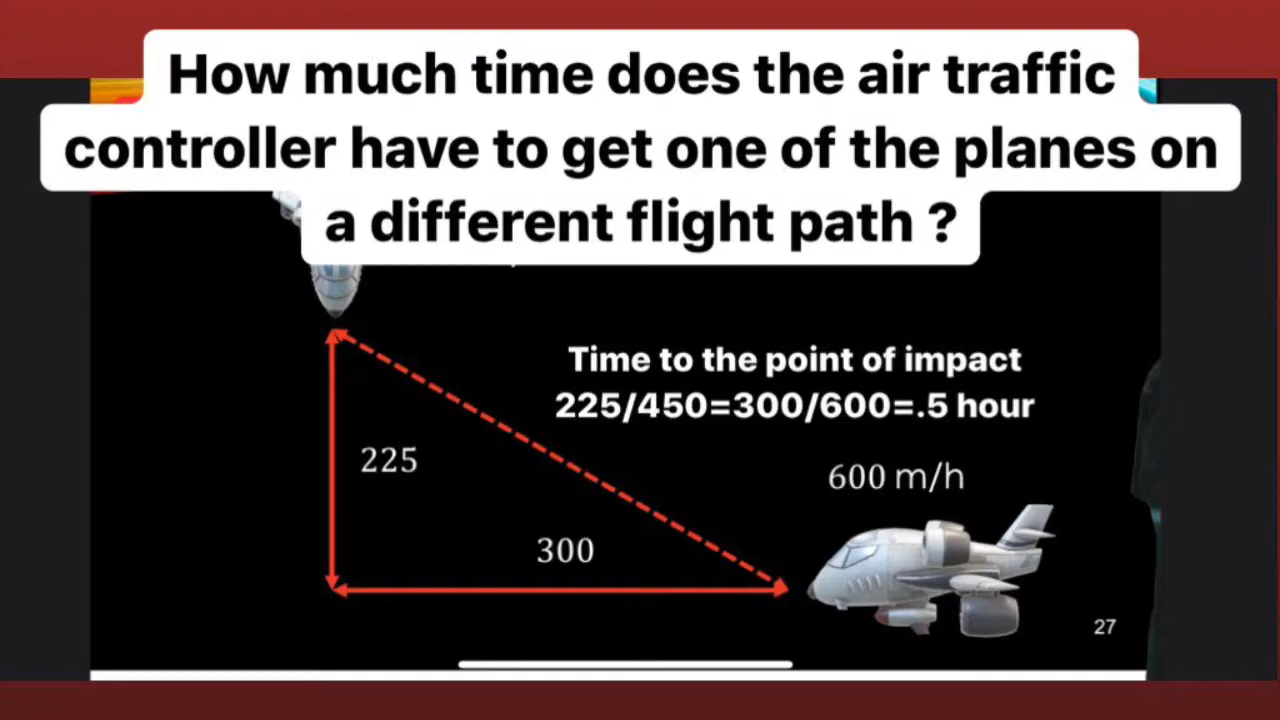 How much time does the air traffic
controller have to get one of the planes on
a different flight path ?
Time to the point of impact
225/450=300/600=.5 hour
225
600 m/h
300
27